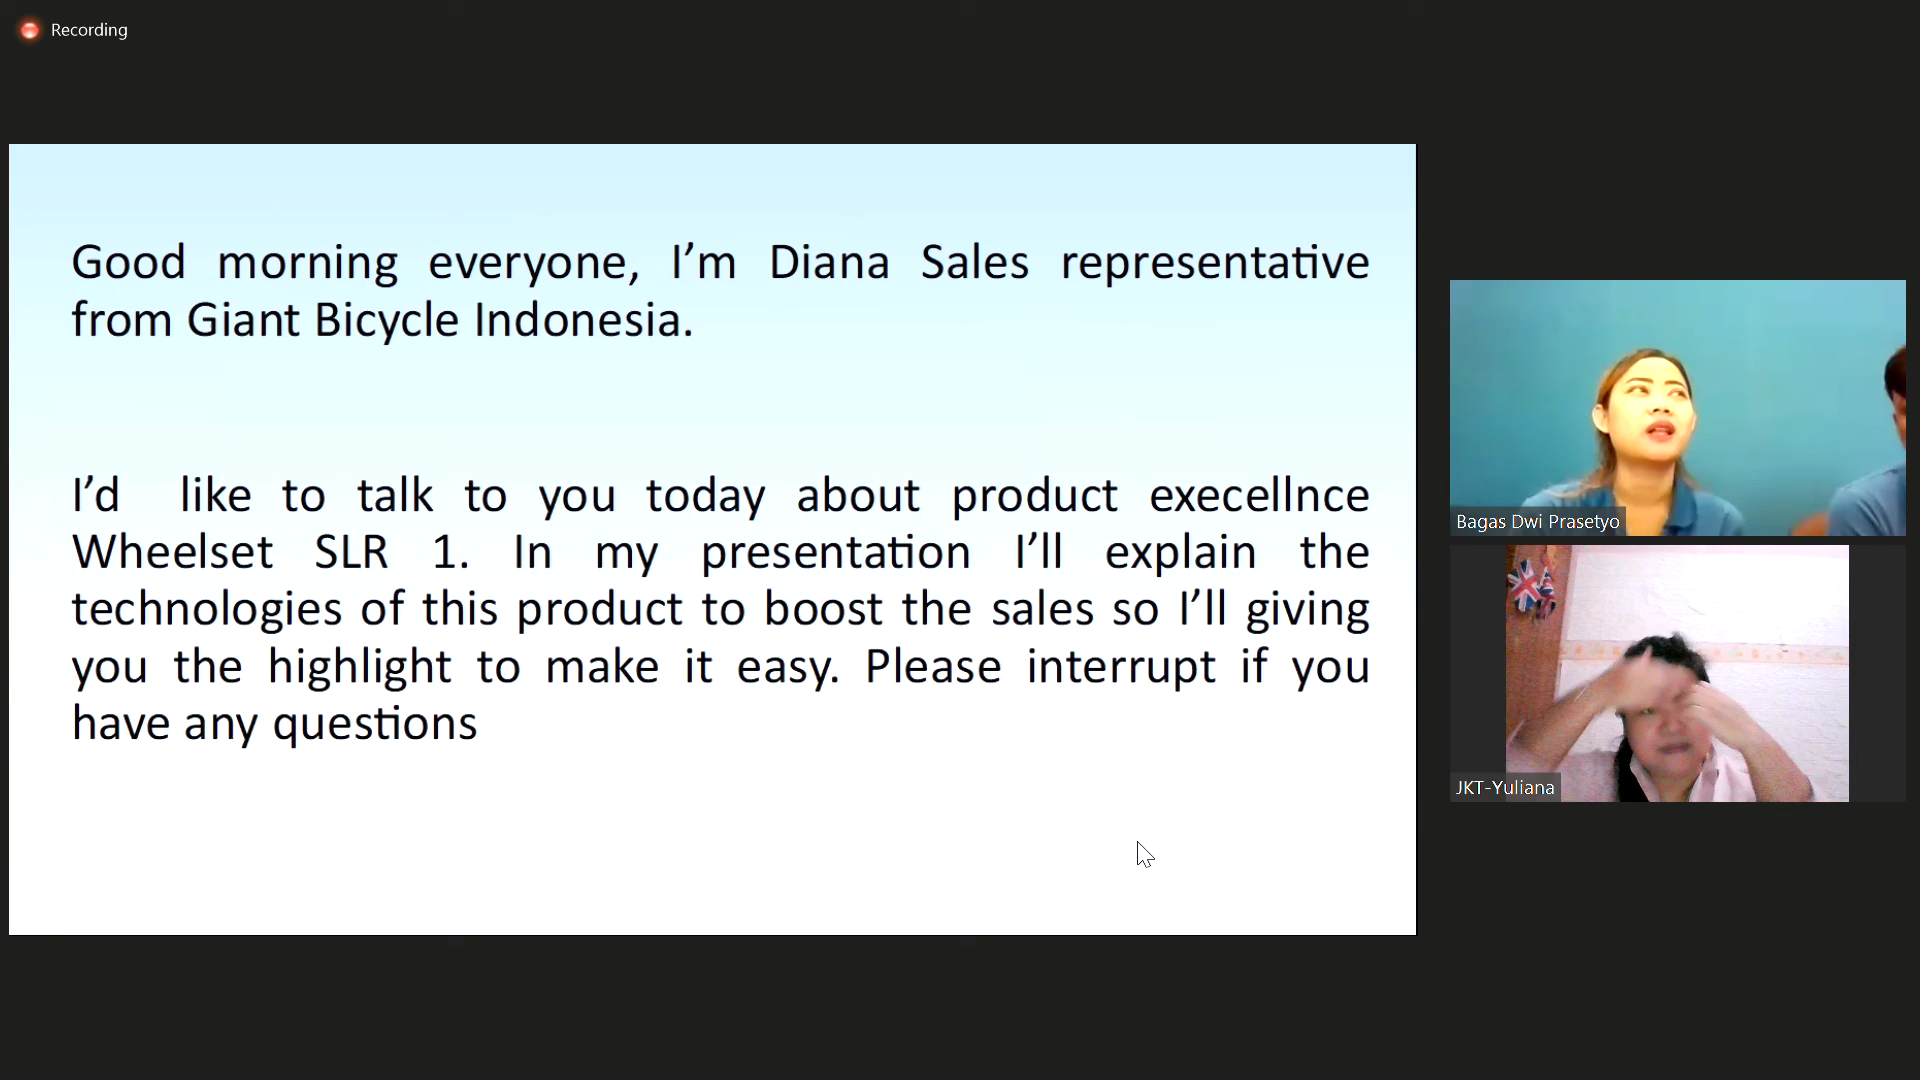 Recording
Good morning everyone, I’m Diana Sales representative
from Giant Bicycle Indonesia.
I’d like to talk to you today about product execellnce
Wheelset SLR 1. In my presentation I’ll explain the
technologies of this product to boost the sales so I’ll giving
you the highlight to make it easy. Please interrupt if you
have any questions
Bagas Dwi Prasetyo
JKT-Yuliana